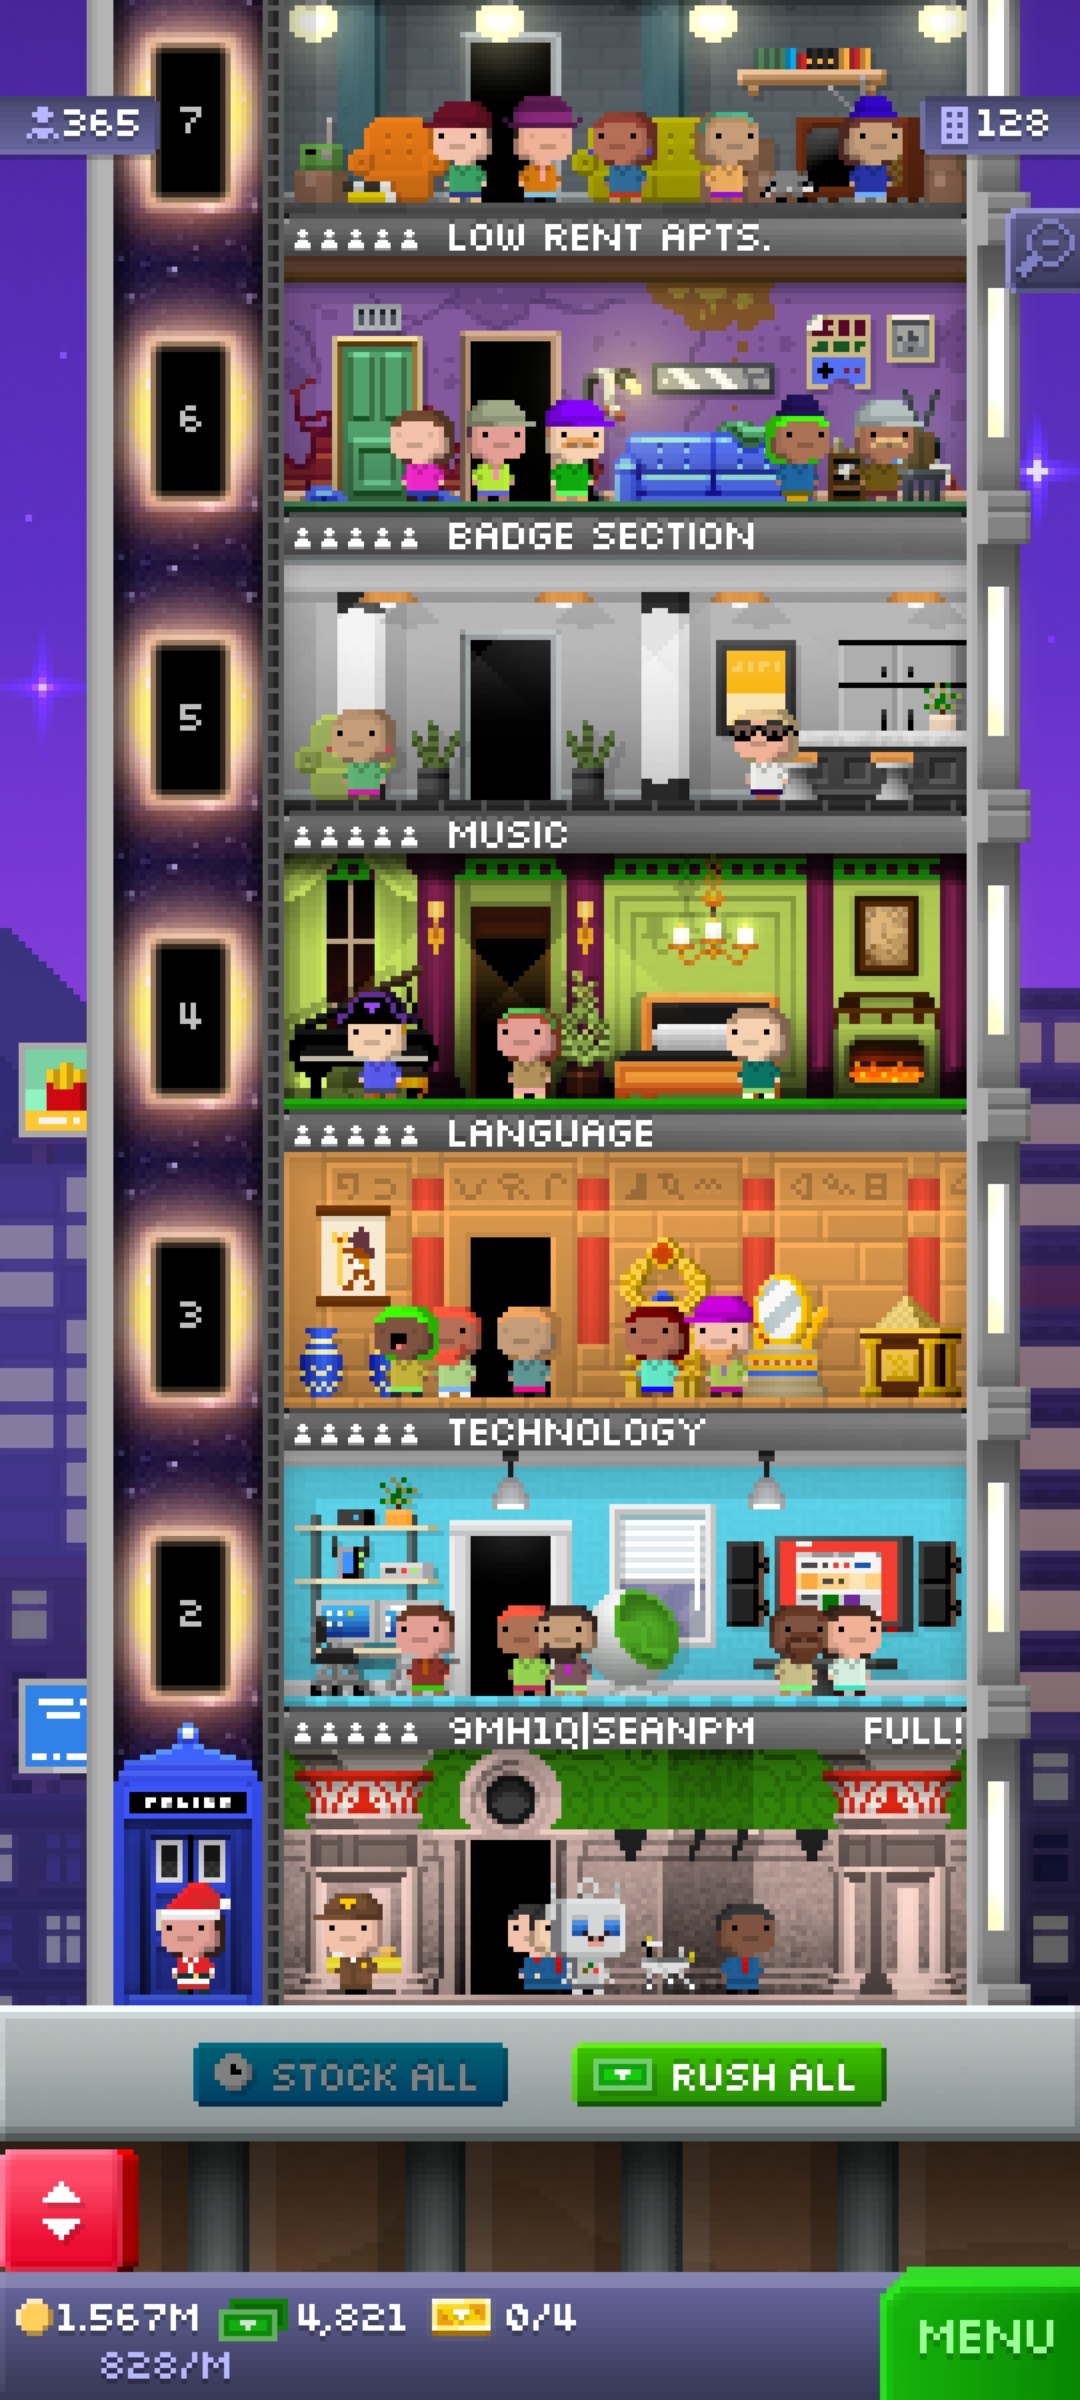 7
365
128
LOW RENT APTS.
6
BADGE SECTION
5
MUSIC
4
LANGUAGE
3
TECHNOLOGY
2
9MH1Q|SEANPM FULL!
POLICE
STOCK ALL
RUSH ALL
1.567M
4,821
0/4
828/M
MENU